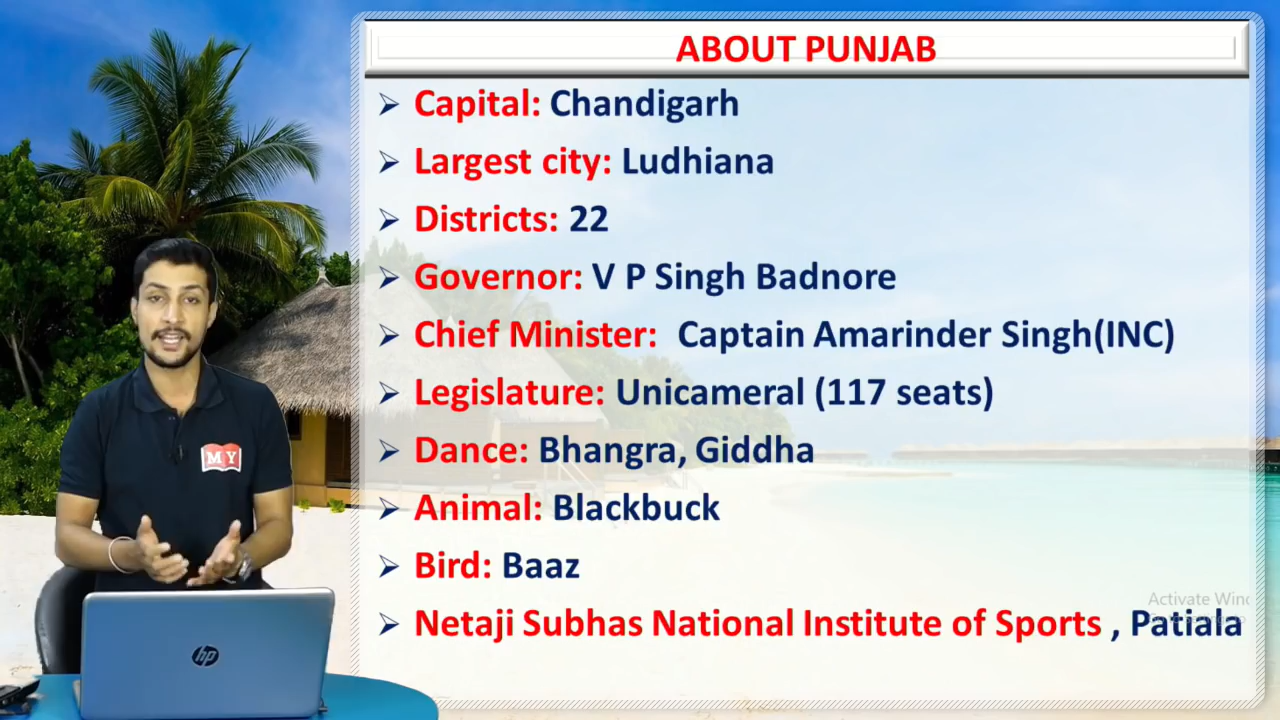 ABOUT PUNJAB
➢ Capital: Chandigarh
➢ Largest city: Ludhiana
➢ Districts: 22
➢ Governor: V P Singh Badnore
➢ Chief Minister: Captain Amarinder Singh(INC)
➢ Legislature: Unicameral (117 seats)
➢ Dance: Bhangra, Giddha
➢ Animal: Blackbuck
➢ Bird: Baaz
Activate
➢ Netaji Subhas National Institute of Sports , Patiala
M Y
hp